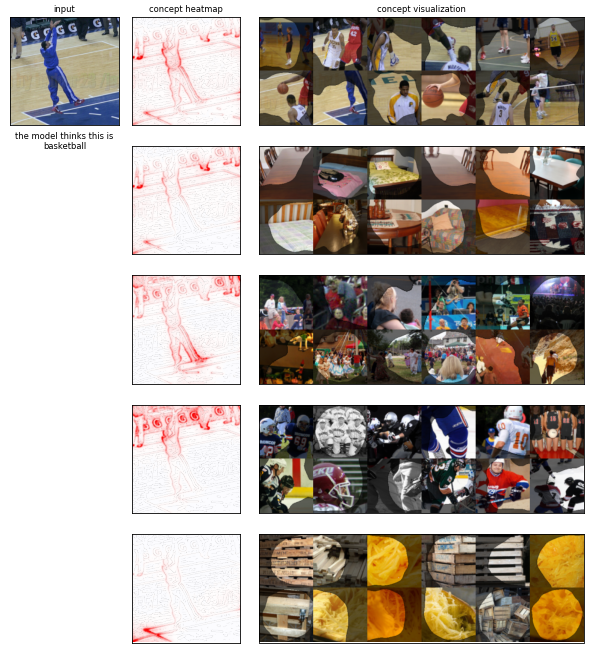 input
concept heatmap
concept visualization
the model thinks this is
basketball